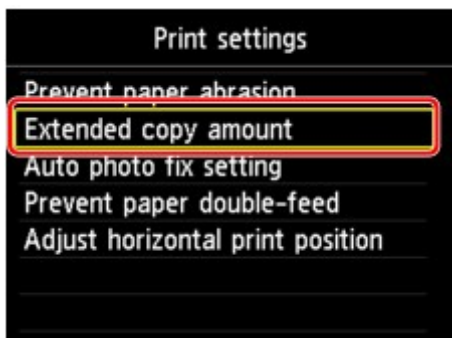 Print settings
Prevent paper abrasion
Extended copy amount
Auto photo fix setting
Prevent paper double-feed
Adjust horizontal print position